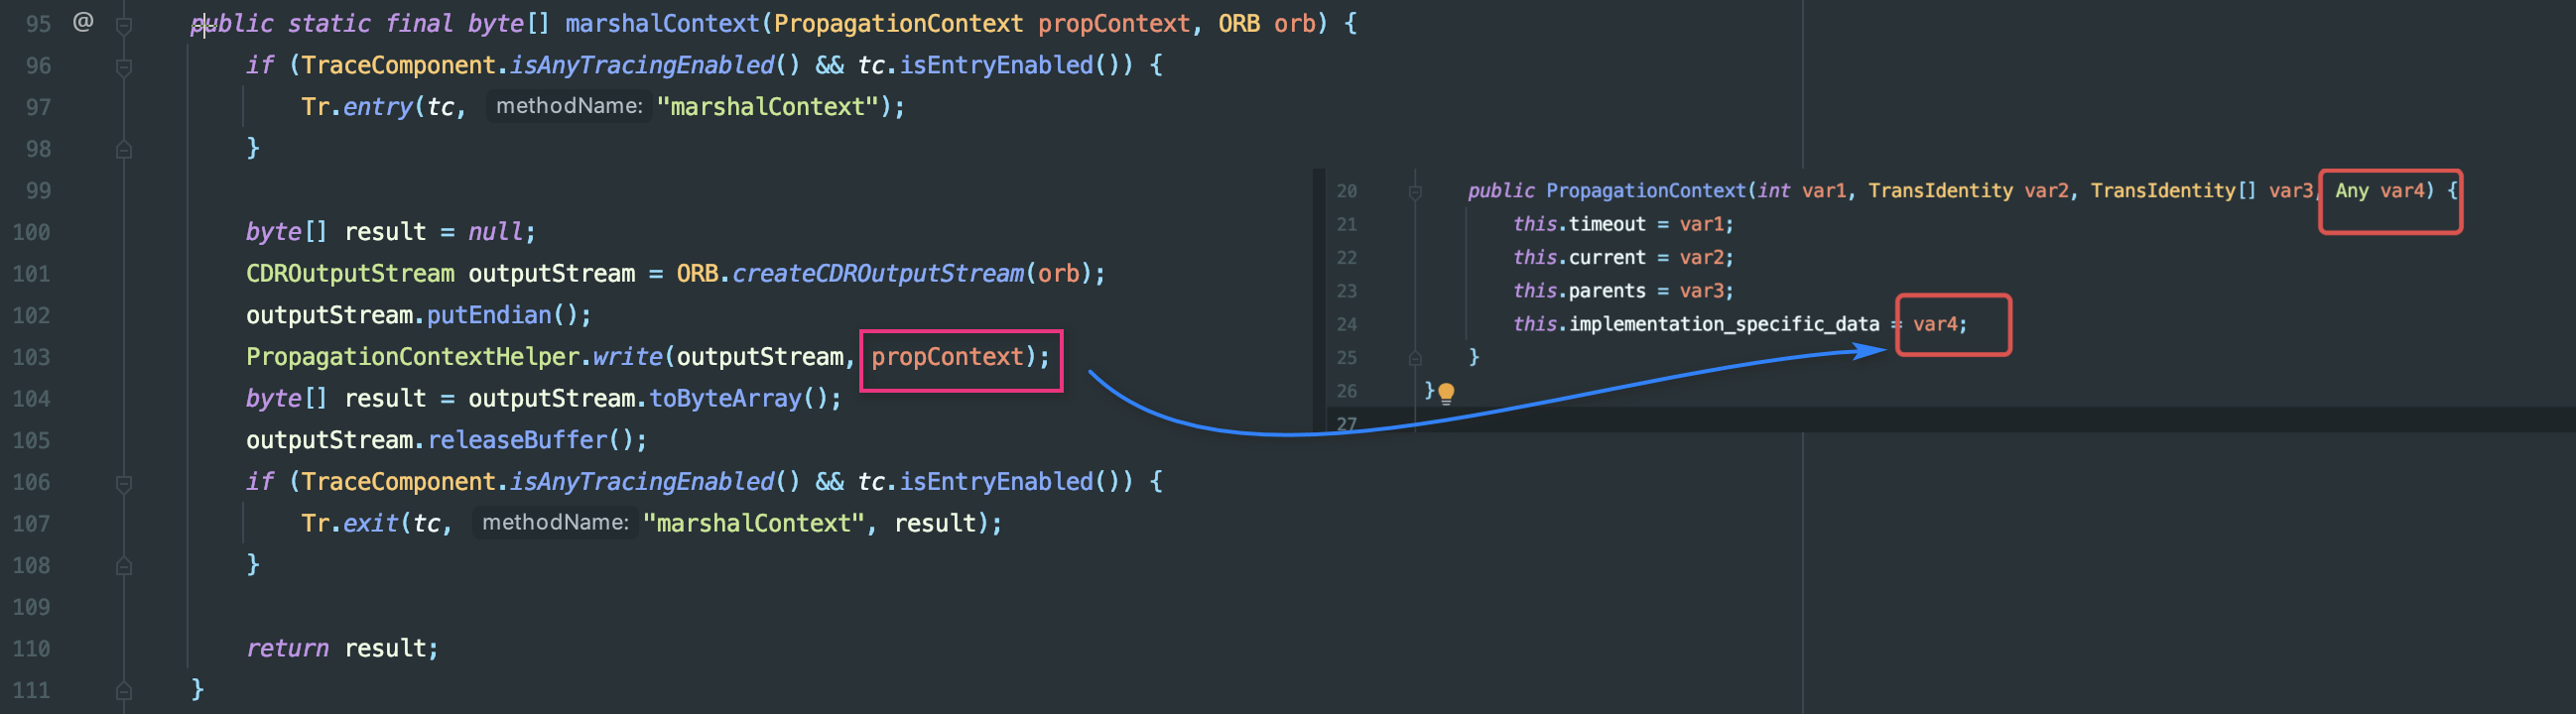 95 @ public static final byte[] marshalContext(PropagationContext propContext, ORB orb) {
96 if (TraceComponent.isAnyTracingEnabled() && tc.isEntryEnabled()) {
97 Tr.entry(tc, methodName: "marshalContext");
98 }
99
100 byte[] result = null;
101 CDROutputStream outputStream = ORB.createCDROutputStream(orb);
102 outputStream.putEndian();
103 PropagationContextHelper.write(outputStream, propContext);
104 byte[] result = outputStream.toByteArray();
105 outputStream.releaseBuffer();
106 if (TraceComponent.isAnyTracingEnabled() && tc.isEntryEnabled()) {
107 Tr.exit(tc, methodName: "marshalContext", result);
108 }
109
110 return result;
111 }
20 public PropagationContext(int var1, TransIdentity var2, TransIdentity[] var3, Any var4) {
21 this.timeout = var1;
22 this.current = var2;
23 this.parents = var3;
24 this.implementation_specific_data = var4;
25 }
26 }
27